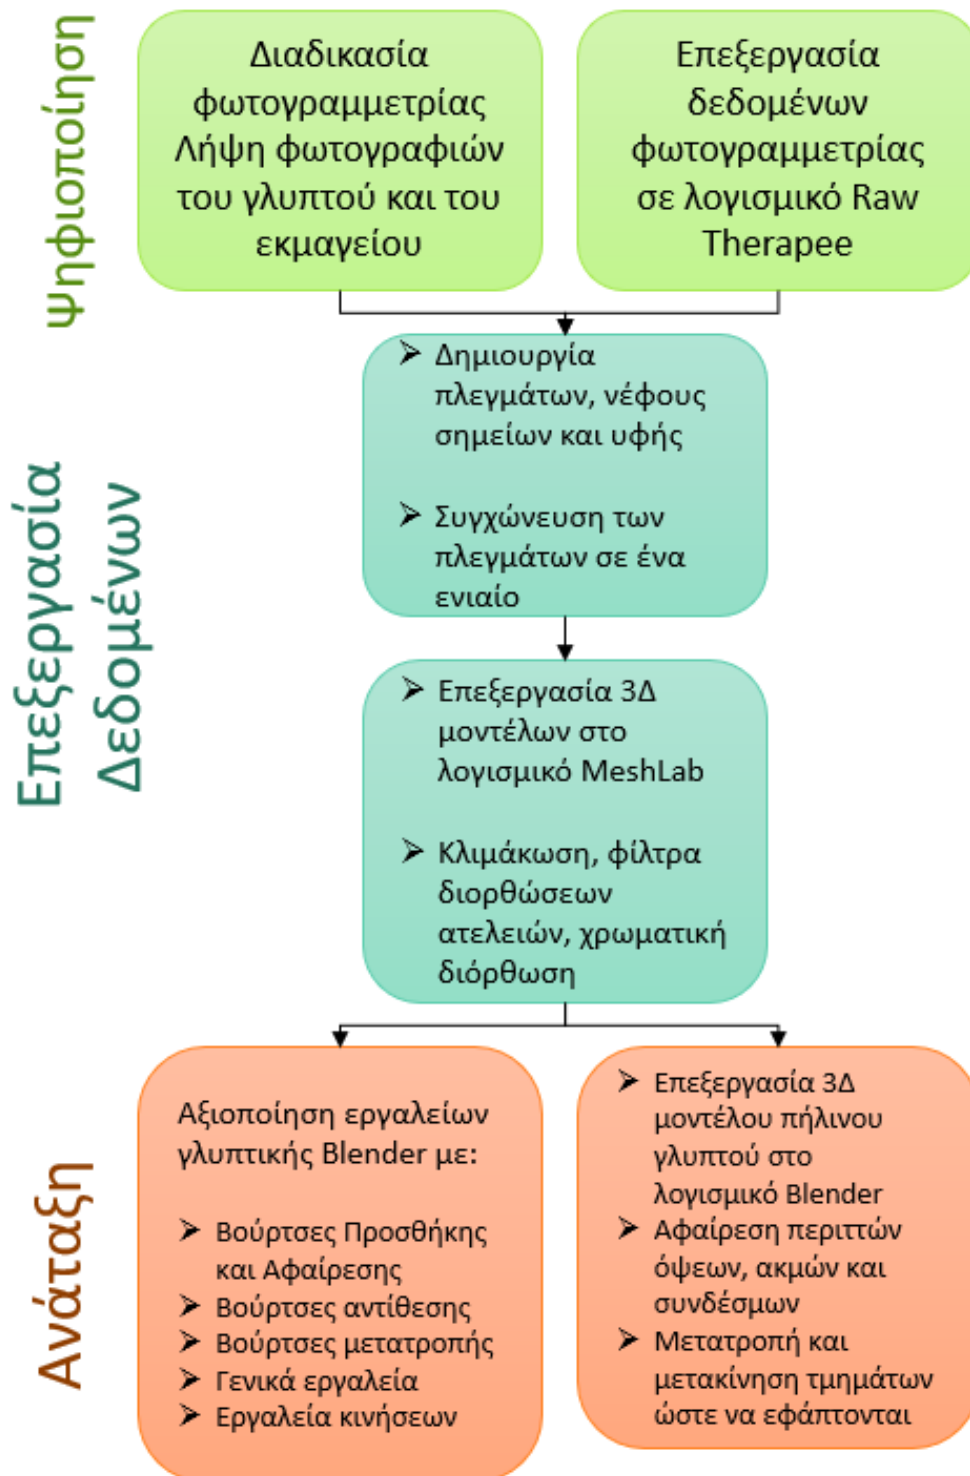 Ψηφιοποίηση
Διαδικασία
φωτογραμμετρίας
Λήψη φωτογραφιών
του γλυπτού και του
εκμαγείου
Επεξεργασία
δεδομένων
φωτογραμμετρίας
σε λογισμικό Raw
Therapee
Επεξεργασία
Δεδομένων
➢ Δημιουργία
πλεγμάτων, νέφους
σημείων και υφής
➢ Συγχώνευση των
πλεγμάτων σε ένα
ενιαίο
➢ Επεξεργασία 3Δ
μοντέλων στο
λογισμικό MeshLab
➢ Κλιμάκωση, φίλτρα
διορθώσεων
ατελειών, χρωματική
διόρθωση
Ανάταξη
Αξιοποίηση εργαλείων
γλυπτικής Blender με:
➢ Βούρτσες Προσθήκης
και Αφαίρεσης
➢ Βούρτσες αντίθεσης
➢ Βούρτσες μετατροπής
➢ Γενικά εργαλεία
➢ Εργαλεία κινήσεων
➢ Επεξεργασία 3Δ
μοντέλου πήλινου
γλυπτού στο
λογισμικό Blender
➢ Αφαίρεση περιττών
όψεων, ακμών και
συνδέσμων
➢ Μετατροπή και
μετακίνηση τμημάτων
ώστε να εφάπτονται